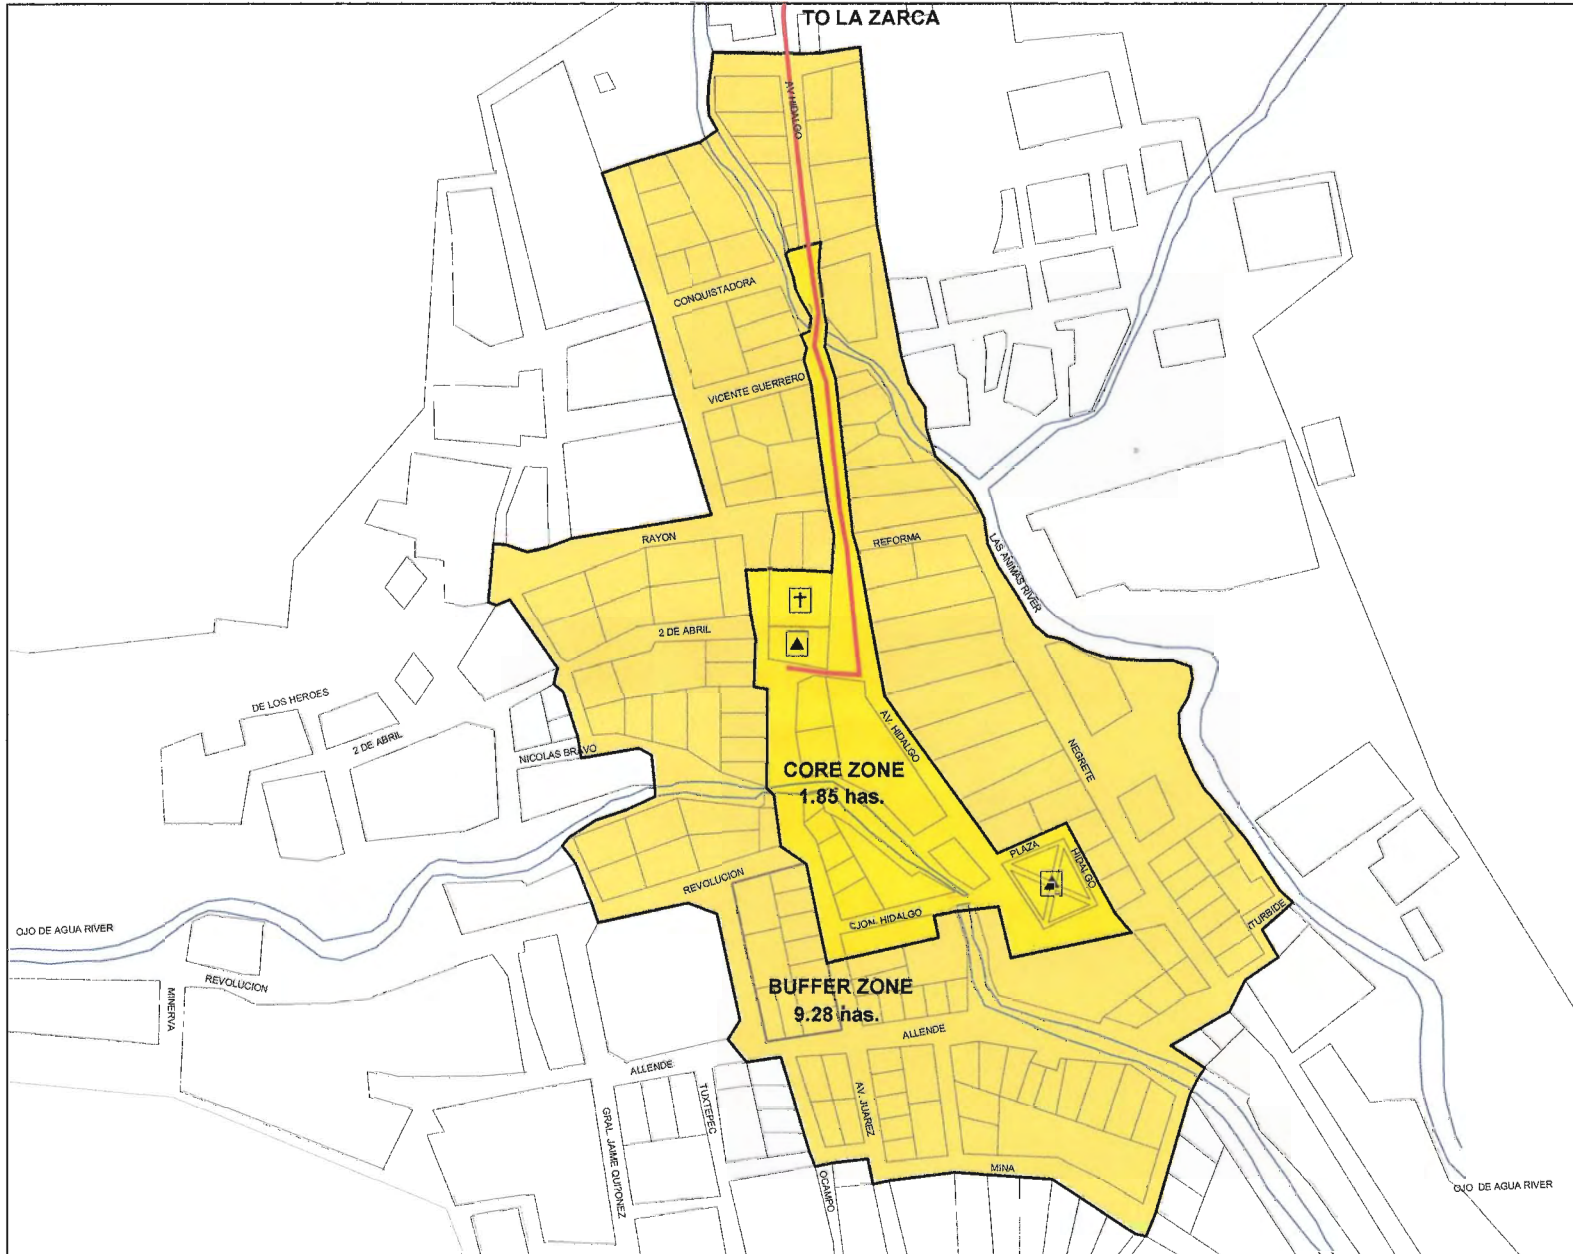 TO LA ZARCA
AV HIDALGO
CONQUISTADORA
VICENTE GUERRERO
RAYON
REFORMA
LAS ANIMAS RIVER
2 DE ABRIL
DE LOS HEROES
2 DE ABRIL
NICOLAS BRAVO
AV. HIDALGO
NEGRETE
CORE ZONE
1.85 has.
PLAZA
HIDALGO
REVOLUCION
CJON. HIDALGO
ITURBIDE
OJO DE AGUA RIVER
REVOLUCION
MINERVA
BUFFER ZONE
9.28 has.
ALLENDE
ALLENDE
TUXTEPEC
AV. JUAREZ
GRAL. JAIME QUI?ONEZ
MINA
OCAMPO
OJO DE AGUA RIVER